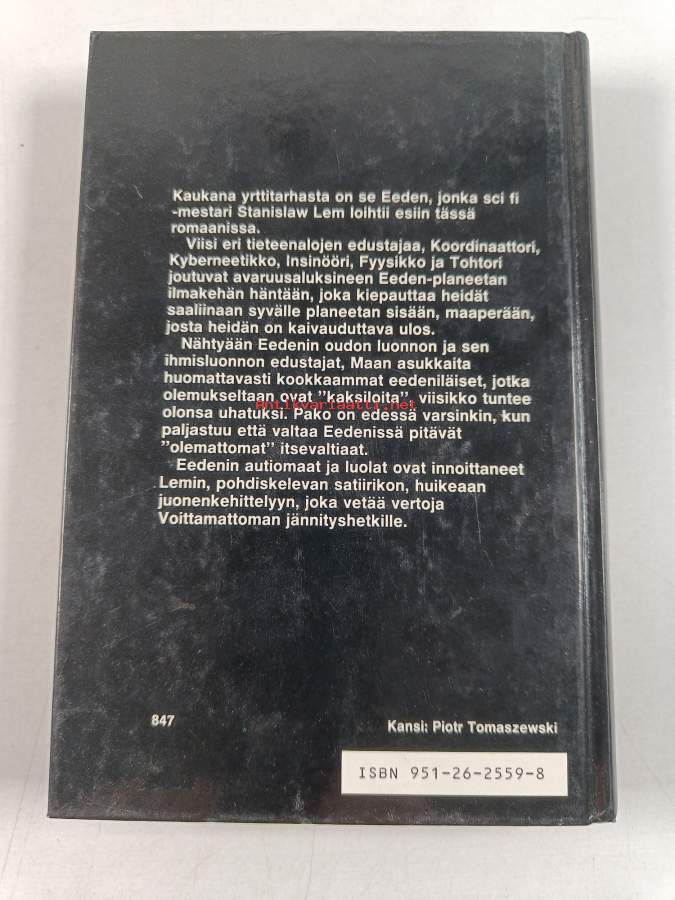 Kaukana yrttitarhasta on se Eeden, jonka sci fi
-mestari Stanislaw Lem loihtii esiin tässä
romaanissa.
Viisi eri tieteenalojen edustajaa, Koordinaattori,
Kyberneetikko, Insinööri, Fyysikko ja Tohtori
joutuvat avaruusaluksineen Eeden-planeetan
ilmakehän häntään, joka kiepauttaa heidät
saaliinaan syvälle planeetan sisään, maaperään,
josta heidän on kaivauduttava ulos.
Nähtyään Eedenin oudon luonnon ja sen
ihmisluonnon edustajat, Maan asukkaita
huomattavasti kookkaammat eedeniläiset, jotka
olemukseltaan ovat "kaksiloita", viisikko tuntee
Antikvariaatti.net
olonsa uhatuksi. Pako on edessä varsinkin, kun
paljastuu että valtaa Eedenissä pitävät
"olemattomat" itsevaltiaat.
Eedenin autiomaat ja luolat ovat innoittaneet
Lemin, pohdiskelevan satiirikon, huikeaan
juonenkehittelyyn, joka vetää vertoja
Voittamattoman jännityshetkille.
847
Kansi: Piotr Tomaszewski
ISBN 951-26-2559-8